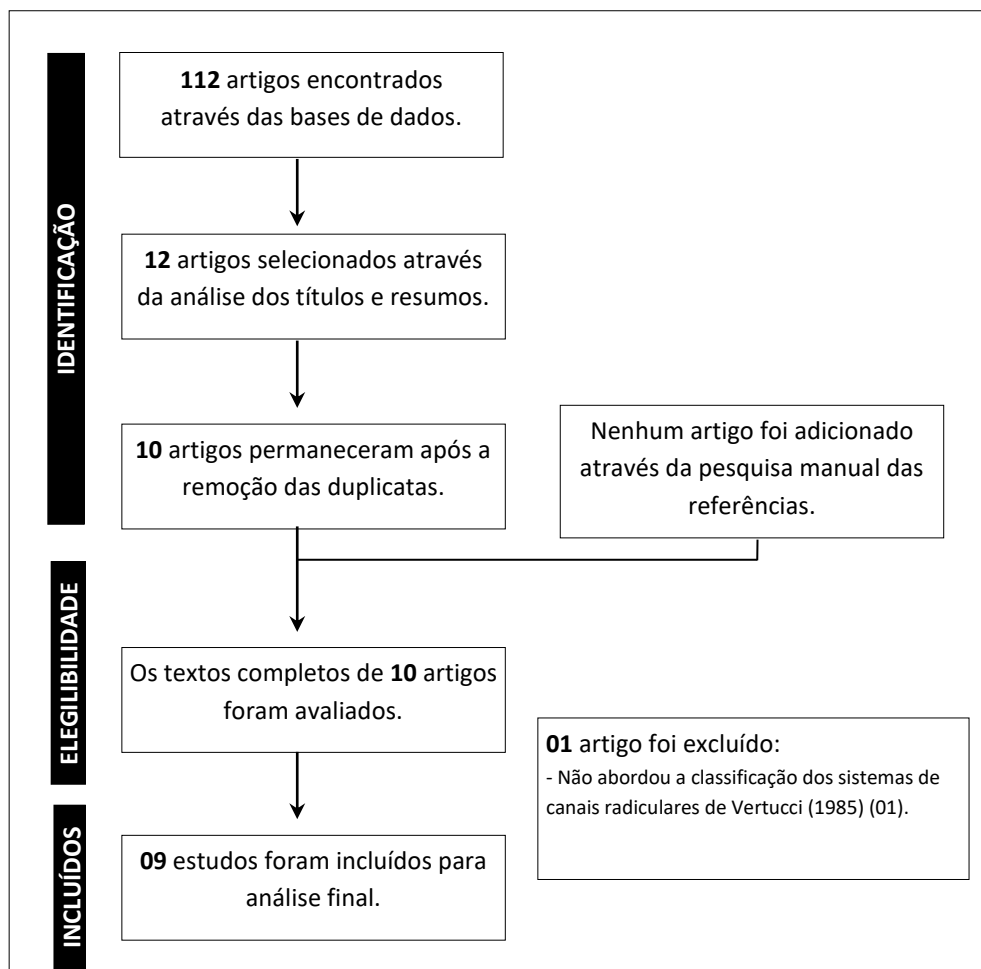 IDENTIFICAÇÃO
112 artigos encontrados
através das bases de dados.
12 artigos selecionados através
da análise dos títulos e resumos.
10 artigos permaneceram após a
remoção das duplicatas.
Nenhum artigo foi adicionado
através da pesquisa manual das
referências.
ELEGIBILIDADE
Os textos completos de 10 artigos
foram avaliados.
01 artigo foi excluído:
- Não abordou a classificação dos sistemas de
canais radiculares de Vertucci (1985) (01).
INCLUÍDOS
09 estudos foram incluídos para
análise final.